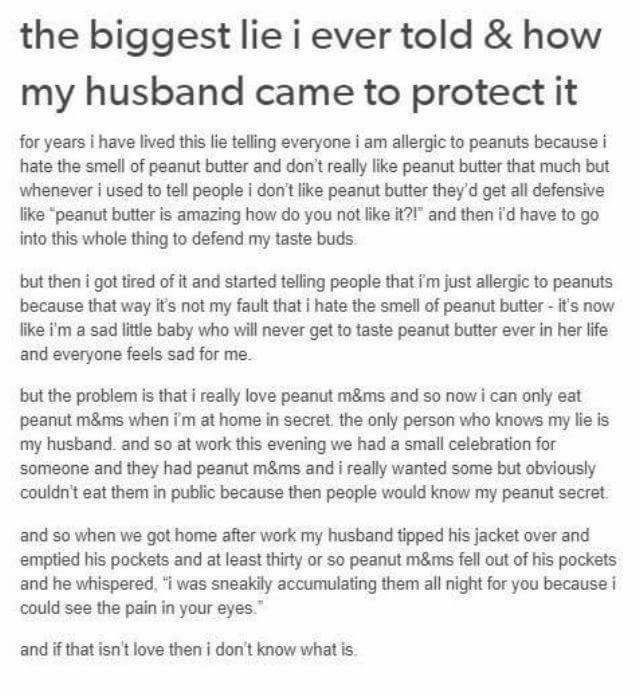 the biggest lie i ever told & how
my husband came to protect it
for years i have lived this lie telling everyone i am allergic to peanuts because i
hate the smell of peanut butter and don't really like peanut butter that much but
whenever i used to tell people i don't like peanut butter they'd get all defensive
like "peanut butter is amazing how do you not like it?!" and then i'd have to go
into this whole thing to defend my taste buds.
but then i got tired of it and started telling people that i'm just allergic to peanuts
because that way it's not my fault that i hate the smell of peanut butter - it's now
like i'm a sad little baby who will never get to taste peanut butter ever in her life
and everyone feels sad for me.
but the problem is that i really love peanut m&ms and so now i can only eat
peanut m&ms when i'm at home in secret. the only person who knows my lie is
my husband. and so at work this evening we had a small celebration for
someone and they had peanut m&ms and i really wanted some but obviously
couldn't eat them in public because then people would know my peanut secret.
and so when we got home after work my husband tipped his jacket over and
emptied his pockets and at least thirty or so peanut m&ms fell out of his pockets
and he whispered, "i was sneakily accumulating them all night for you because i
could see the pain in your eyes."
and if that isn't love then i don't know what is.